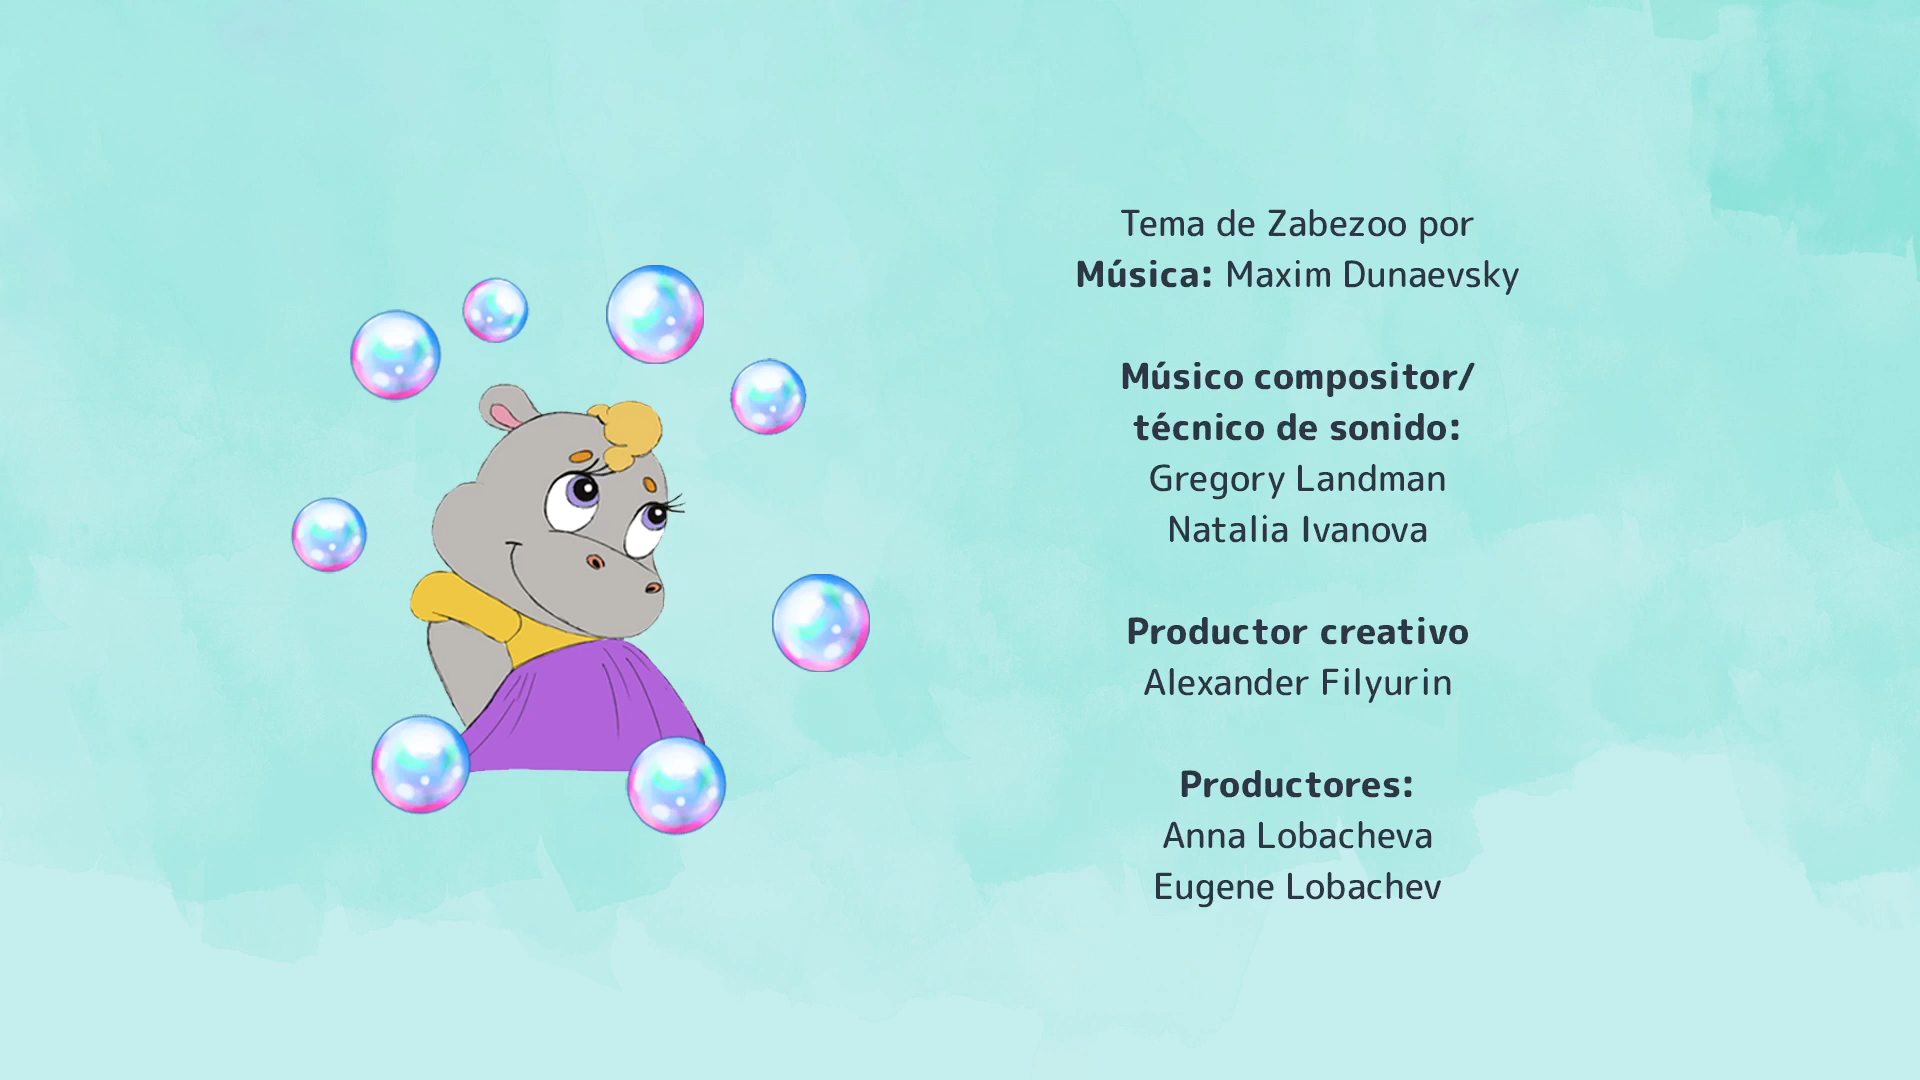 Tema de Zabezoo por
Música: Maxim Dunaevsky
Músico compositor/
técnico de sonido:
Gregory Landman
Natalia Ivanova
Productor creativo
Alexander Filyurin
Productores:
Anna Lobacheva
Eugene Lobachev